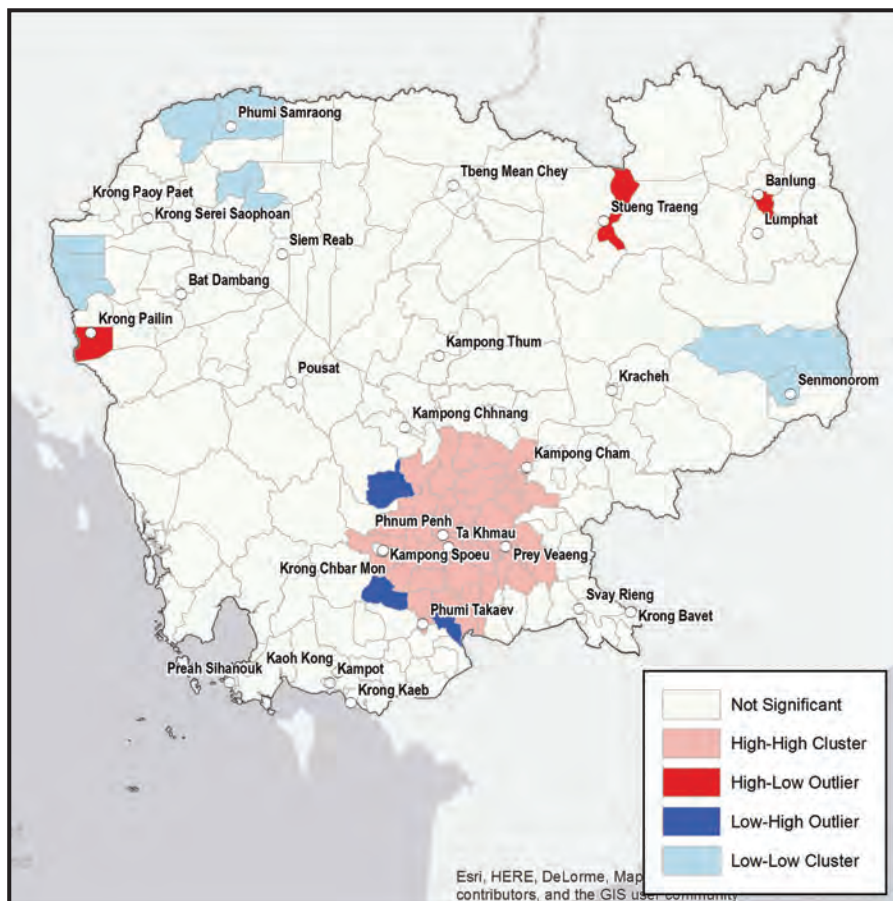 Phumi Samraong
Tbeng Mean Chey
Banlung
Krong Paoy Paet
Krong Serei Saophoan
Stueng Traeng
Lumphat
Siem Reab
Bat Dambang
Krong Pailin
Kampong Thum
Pousat
Kracheh
Senmonorom
Kampong Chhnang
Kampong Cham
Phnum Penh
Ta Khmau
Kampong Spoeu
Prey Veaeng
Krong Chbar Mon
Svay Rieng
Phumi Takaev
Krong Bavet
Kaoh Kong
Preah Sihanouk
Kampot
Krong Kaeb
Not Significant
High-High Cluster
High-Low Outlier
Low-High Outlier
Low-Low Cluster
Esri, HERE, DeLorme, Map
contributors, and the GIS user community